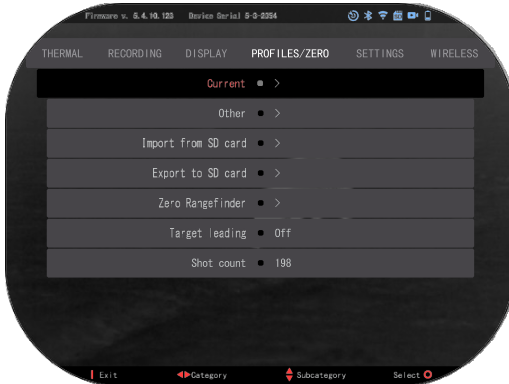 Firmware v. 5.4.10.123 Device Serial 5-3-2354
THERMAL RECORDING DISPLAY PROFILES/ZERO SETTINGS WIRELESS
Current >
Other >
Import from SD card >
Export to SD card >
Zero Rangefinder >
Target leading Off
Shot count 198
Exit Category Subcategory Select